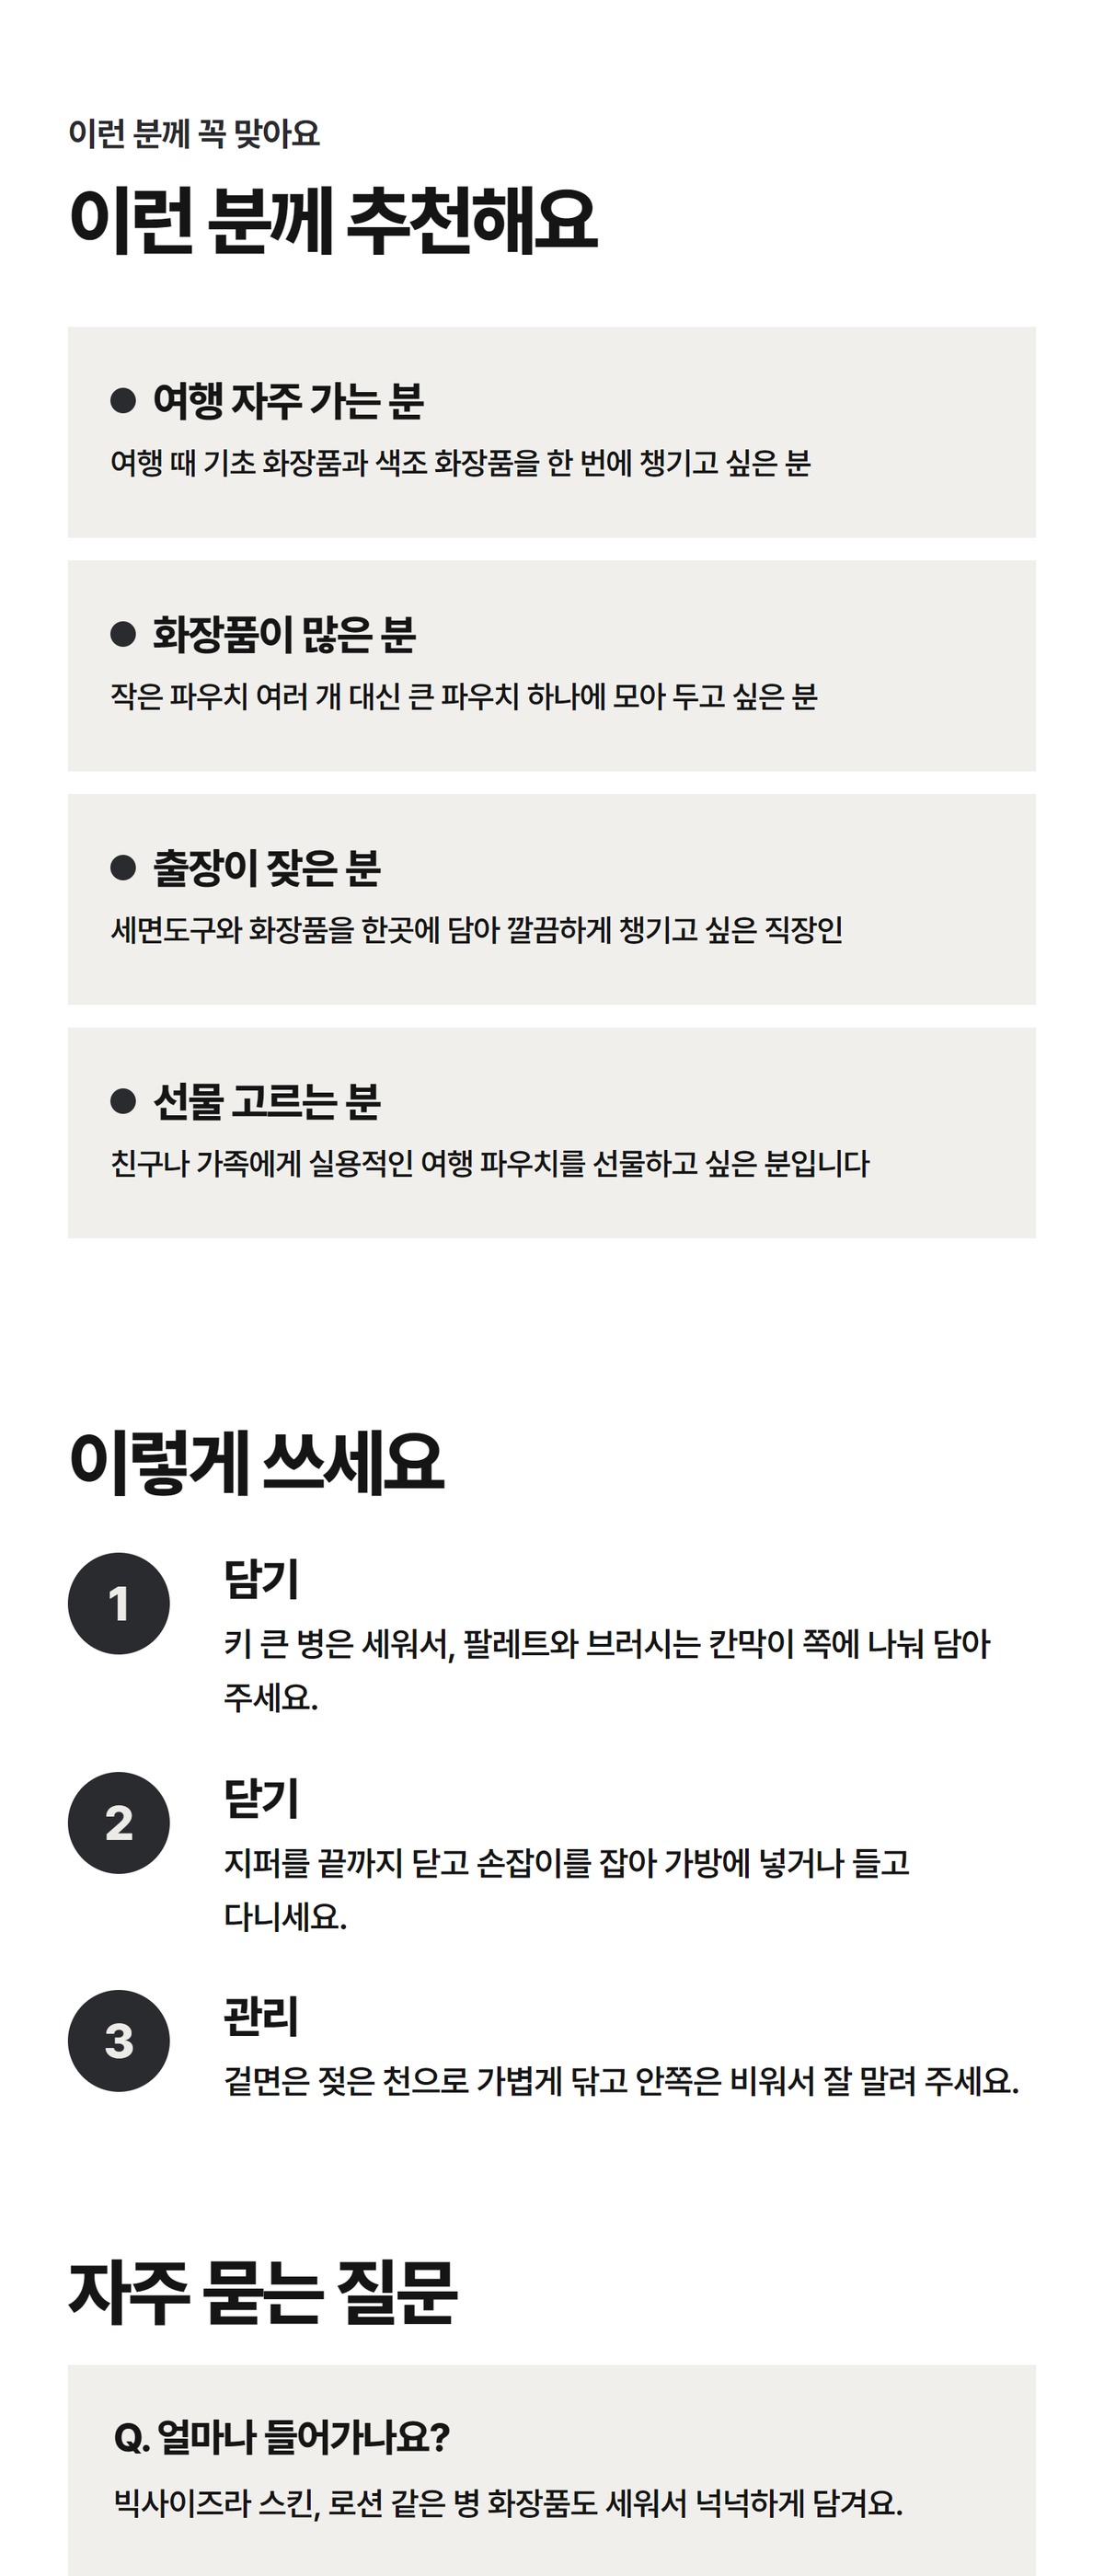 이런 분께 꼭 맞아요
이런 분께 추천해요
여행 자주 가는 분
여행 때 기초 화장품과 색조 화장품을 한 번에 챙기고 싶은 분
화장품이 많은 분
작은 파우치 여러 개 대신 큰 파우치 하나에 모아 두고 싶은 분
출장이 잦은 분
세면도구와 화장품을 한곳에 담아 깔끔하게 챙기고 싶은 직장인
선물 고르는 분
친구나 가족에게 실용적인 여행 파우치를 선물하고 싶은 분입니다
이렇게 쓰세요
1
담기
키 큰 병은 세워서, 팔레트와 브러시는 칸막이 쪽에 나눠 담아
주세요.
2
닫기
지퍼를 끝까지 닫고 손잡이를 잡아 가방에 넣거나 들고
다니세요.
3
관리
겉면은 젖은 천으로 가볍게 닦고 안쪽은 비워서 잘 말려 주세요.
자주 묻는 질문
Q. 얼마나 들어가나요?
빅사이즈라 스킨, 로션 같은 병 화장품도 세워서 넉넉하게 담겨요.